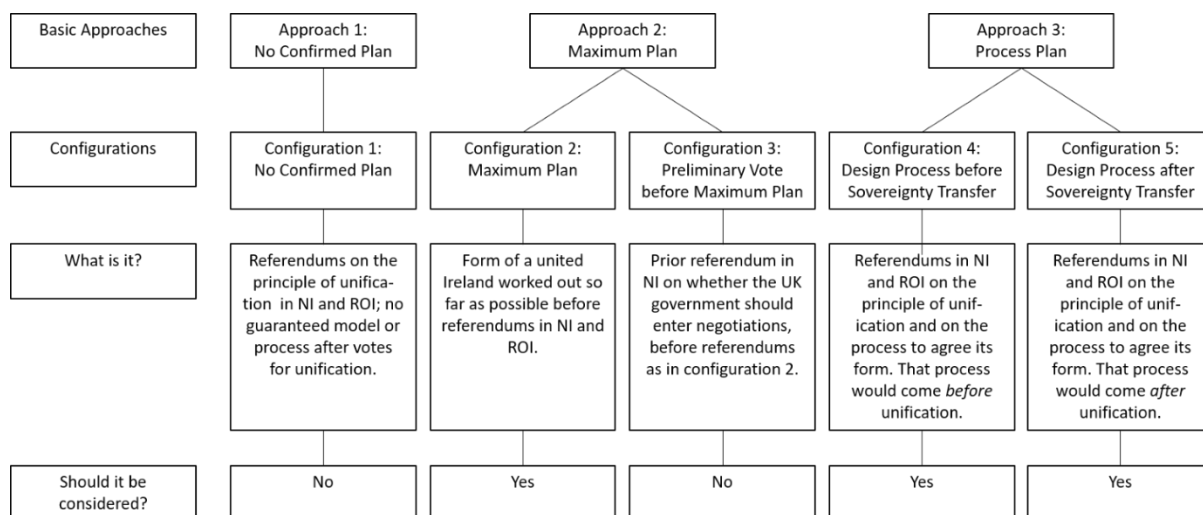 Basic Approaches
Approach 1:
No Confirmed Plan
Approach 2:
Maximum Plan
Approach 3:
Process Plan
Configurations
Configuration 1:
No Confirmed Plan
Configuration 2:
Maximum Plan
Configuration 3:
Preliminary Vote
before Maximum Plan
Configuration 4:
Design Process before
Sovereignty Transfer
Configuration 5:
Design Process after
Sovereignty Transfer
What is it?
Referendums on the
principle of unifica-
tion in NI and ROI; no
guaranteed model or
process after votes
for unification.
Form of a united
Ireland worked out so
far as possible before
referendums in NI and
ROI.
Prior referendum in
NI on whether the UK
government should
enter negotiations,
before referendums
as in configuration 2.
Referendums in NI
and ROI on the
principle of unif-
ication and on the
process to agree its
form. That process
would come before
unification.
Referendums in NI
and ROI on the
principle of unif-
ication and on the
process to agree its
form. That process
would come after
unification.
Should it be
considered?
No
Yes
No
Yes
Yes